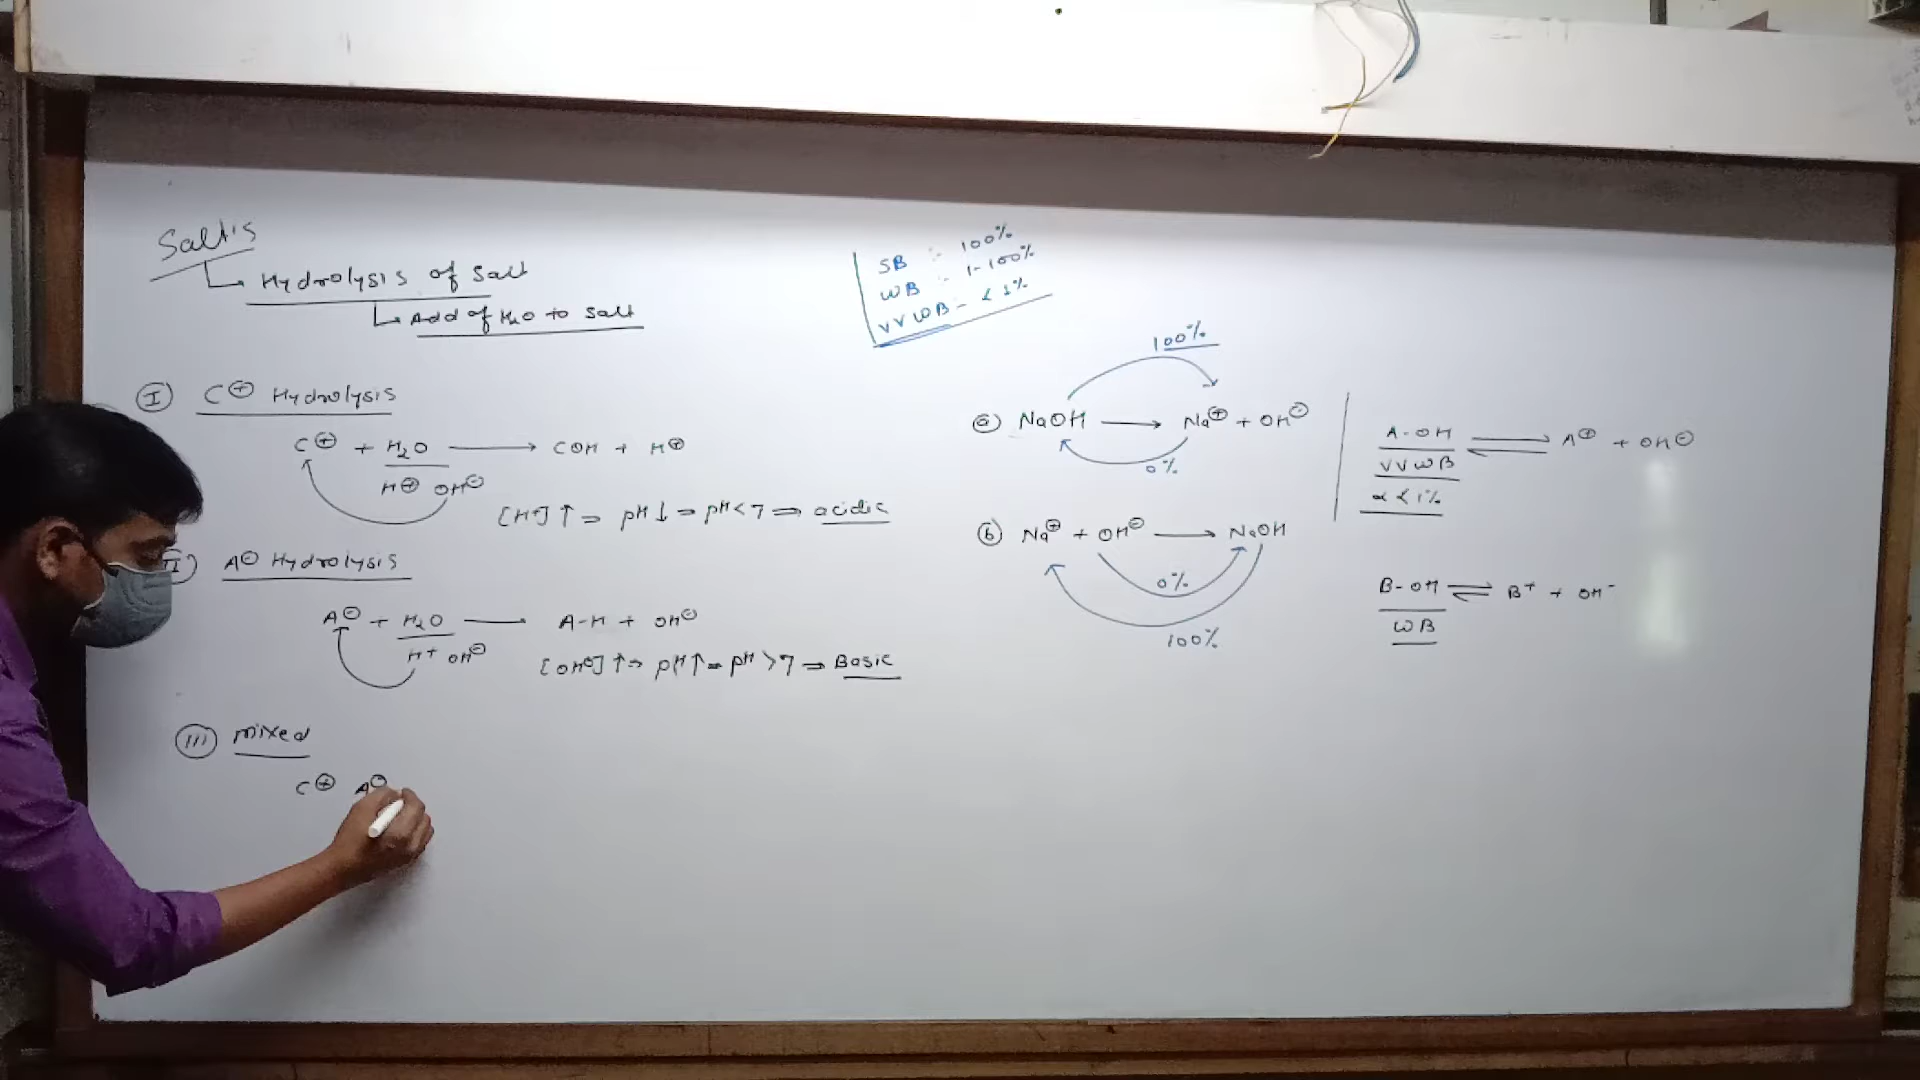 Salts
↳ Hydrolysis of Salt
↳ Add of H₂O to Salt
SB :- 100%
WB :- 1-100%
VVWB - < 1%
(I) C⊕ Hydrolysis
C⊕ + H₂O ⟶ COH + H⊕
H⊕ OH⊖
[H⁺]↑ ⇒ pH↓ ⇒ pH<7 ⇒ acidic
(II) A⊖ Hydrolysis
A⊖ + H₂O ⟶ A-H + OH⊖
H+ OH⊖
[OH⊖]↑ ⇒ pH↑ ⇒ pH>7 ⇒ Basic
(III) mixed
C⊕ A⊖
100%
(a) NaOH ⟶ Na⊕ + OH⊖
0%
(b) Na⊕ + OH⊖ ⟶ NaOH
0%
100%
A-OH ⇌ A⊕ + OH⊖
VVWB
α < 1%
B-OH ⇌ B⁺ + OH⁻
WB